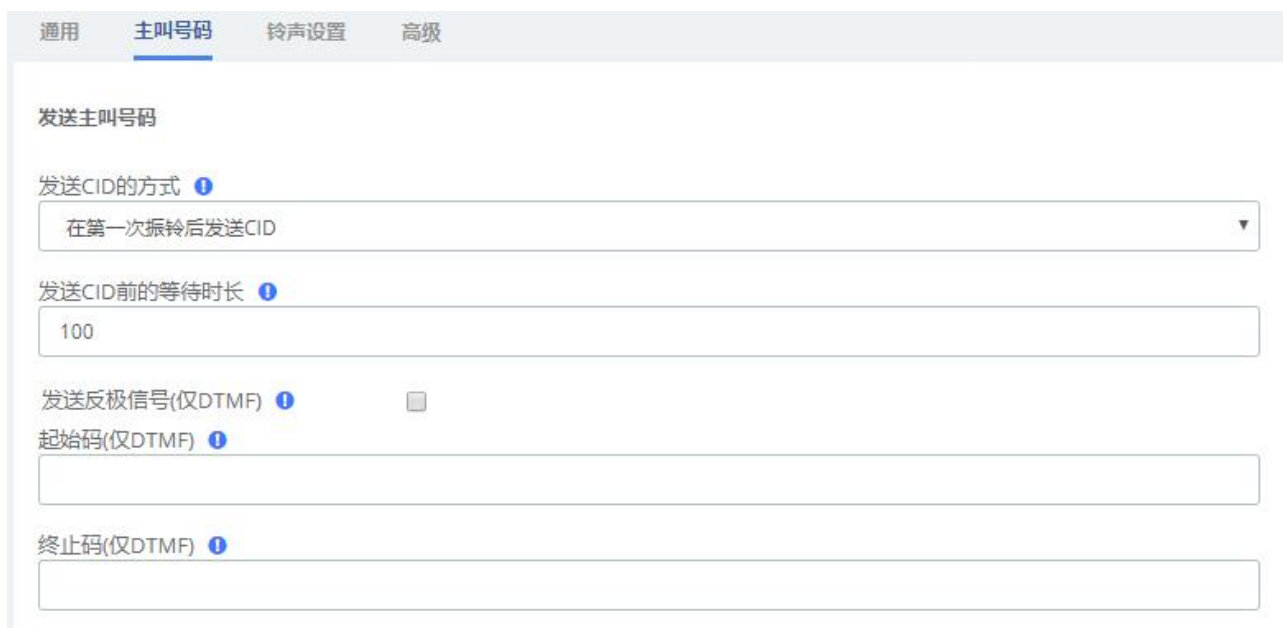 通用 主叫号码 铃声设置 高级
发送主叫号码
发送CID的方式
在第一次振铃后发送CID
发送CID前的等待时长
100
发送反极信号(仅DTMF)
起始码(仅DTMF)
终止码(仅DTMF)